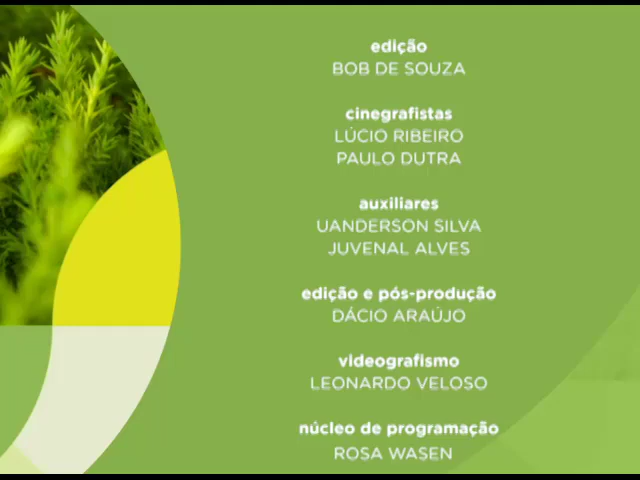 edição
BOB DE SOUZA
cinegrafistas
LÚCIO RIBEIRO
PAULO DUTRA
auxiliares
UANDERSON SILVA
JUVENAL ALVES
edição e pós-produção
DÁCIO ARAÚJO
videografismo
LEONARDO VELOSO
núcleo de programação
ROSA WASEN